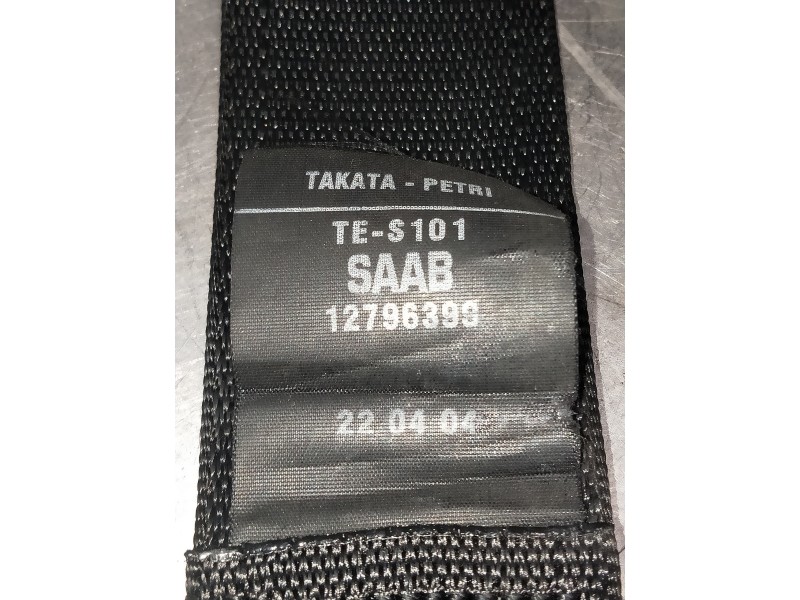 TAKATA - PETRI
TE-S101
SAAB
12796399
22 04 04